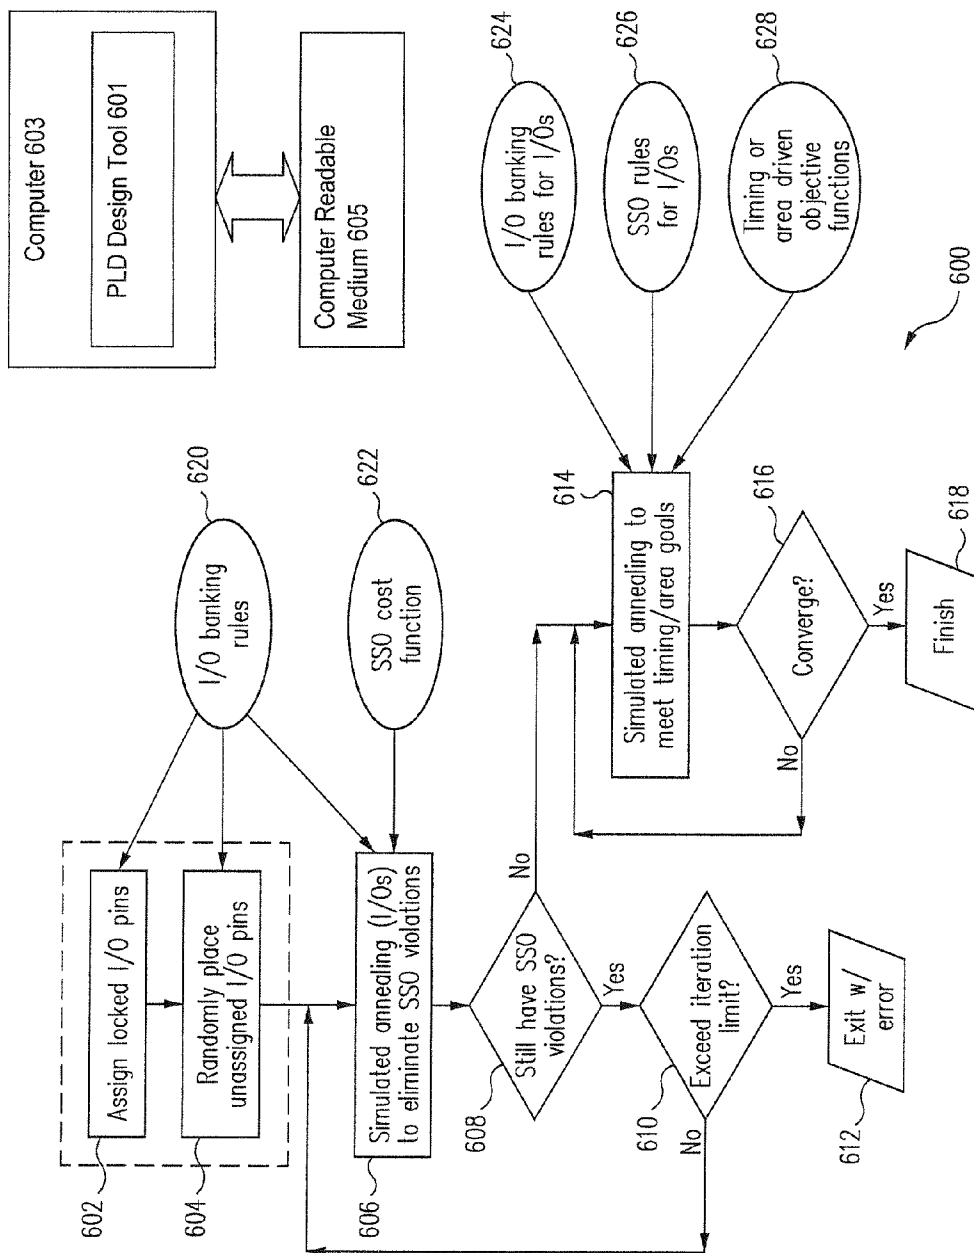 602
Assign locked I/O pins
604
Randomly place
unassigned I/O pins
620
I/O banking
rules
606
Simulated annealing (I/Os)
to eliminate SSO violations
622
SSO cost
function
608
Still have SSO
violations?
No
Yes
610
Exceed iteration
limit?
No
Yes
612
Exit w/
error
614
Simulated annealing to
meet timing/area goals
616
Converge?
No
Yes
618
Finish
Computer 603
PLD Design Tool 601
Computer Readable
Medium 605
624
I/O banking
rules for I/Os
626
SSO rules
for I/Os
628
Timing or
area driven
objective
functions
600